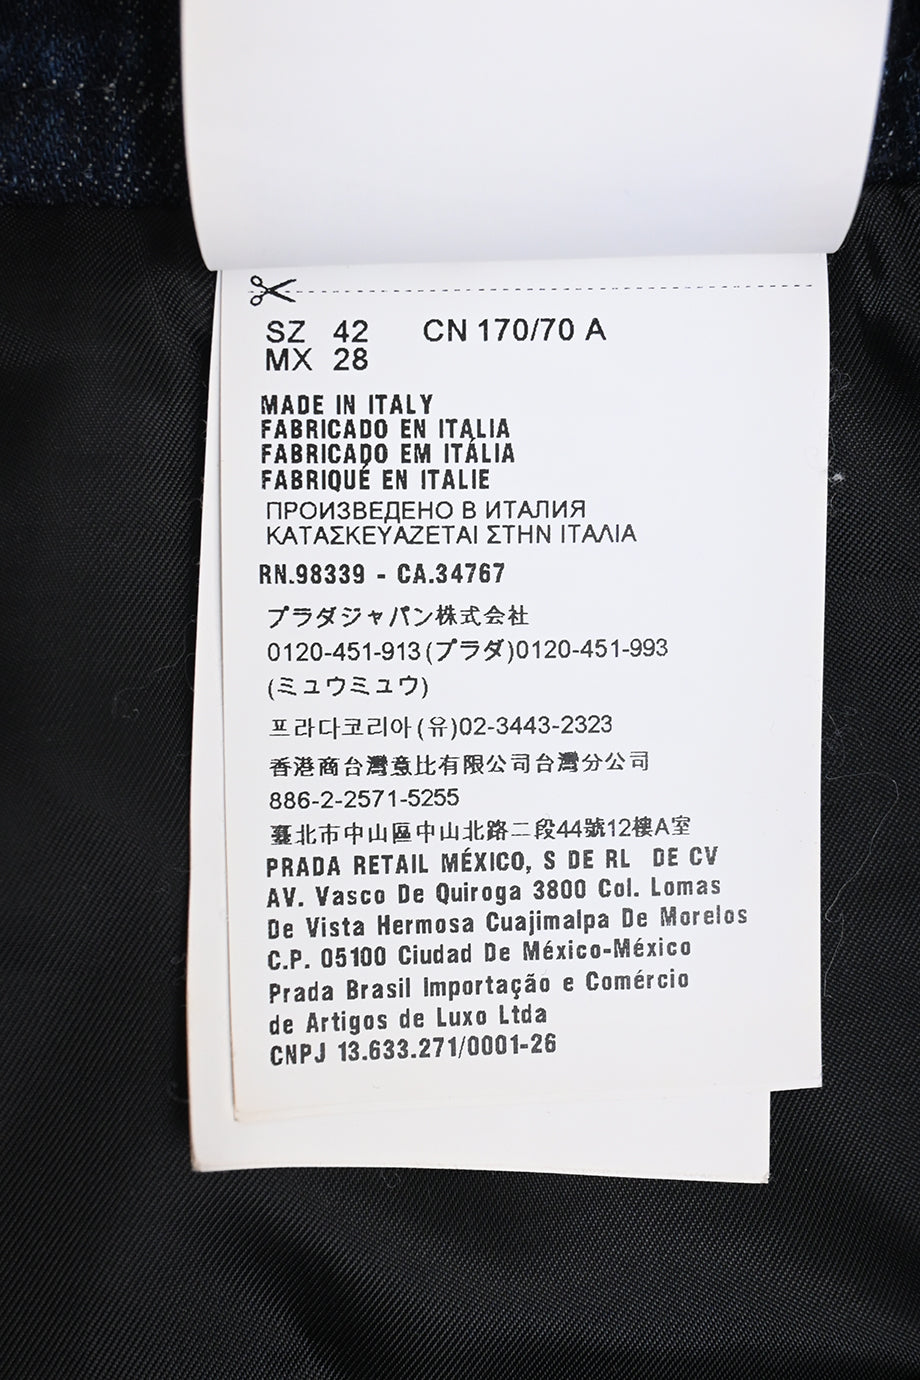 SZ 42 CN 170/70 A
MX 28
MADE IN ITALY
FABRICADO EN ITALIA
FABRICADO EM ITÁLIA
FABRIQUÉ EN ITALIE
ПРОИЗВЕДЕНО В ИТАЛИЯ
ΚΑΤΑΣΚΕΥΑΖΕΤΑΙ ΣΤΗΝ ΙΤΑΛΙΑ
RN.98339 - CA.34767
プラダジャパン株式会社
0120-451-913(プラダ)0120-451-993
(ミュウミュウ)
프라다코리아(유)02-3443-2323
香港商台灣意比有限公司台灣分公司
886-2-2571-5255
臺北市中山區中山北路二段44號12樓A室
PRADA RETAIL MÉXICO, S DE RL DE CV
AV. Vasco De Quiroga 3800 Col. Lomas
De Vista Hermosa Cuajimalpa De Morelos
C.P. 05100 Ciudad De México-México
Prada Brasil Importação e Comércio
de Artigos de Luxo Ltda
CNPJ 13.633.271/0001-26